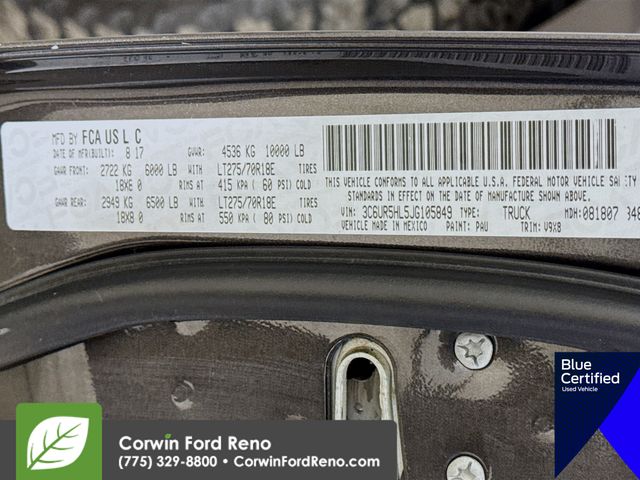 MFD BY FCA US L C
DATE OF MFR(BUILT): 8 17 GVWR: 4536 KG 10000 LB
GAWR FRONT: 2722 KG 6000 LB LT275/70R18E TIRES
18X8 0 RIMS AT 415 KPA ( 60 PSI) COLD
GAWR REAR: 2949 KG 6500 LB LT275/70R18E TIRES
18X8 0 RIMS AT 550 KPA ( 80 PSI) COLD
THIS VEHICLE CONFORMS TO ALL APPLICABLE U.S.A. FEDERAL MOTOR VEHICLE SAFETY
STANDARDS IN EFFECT ON THE DATE OF MANUFACTURE SHOWN ABOVE.
VIN: 3C6UR5HL5JG105849 TYPE: TRUCK MDH: 081807
VEHICLE MADE IN MEXICO PAINT: PAU TRIM: V9X8
Blue
Certified
Used Vehicle
Corwin Ford Reno
(775) 329-8800 • CorwinFordReno.com